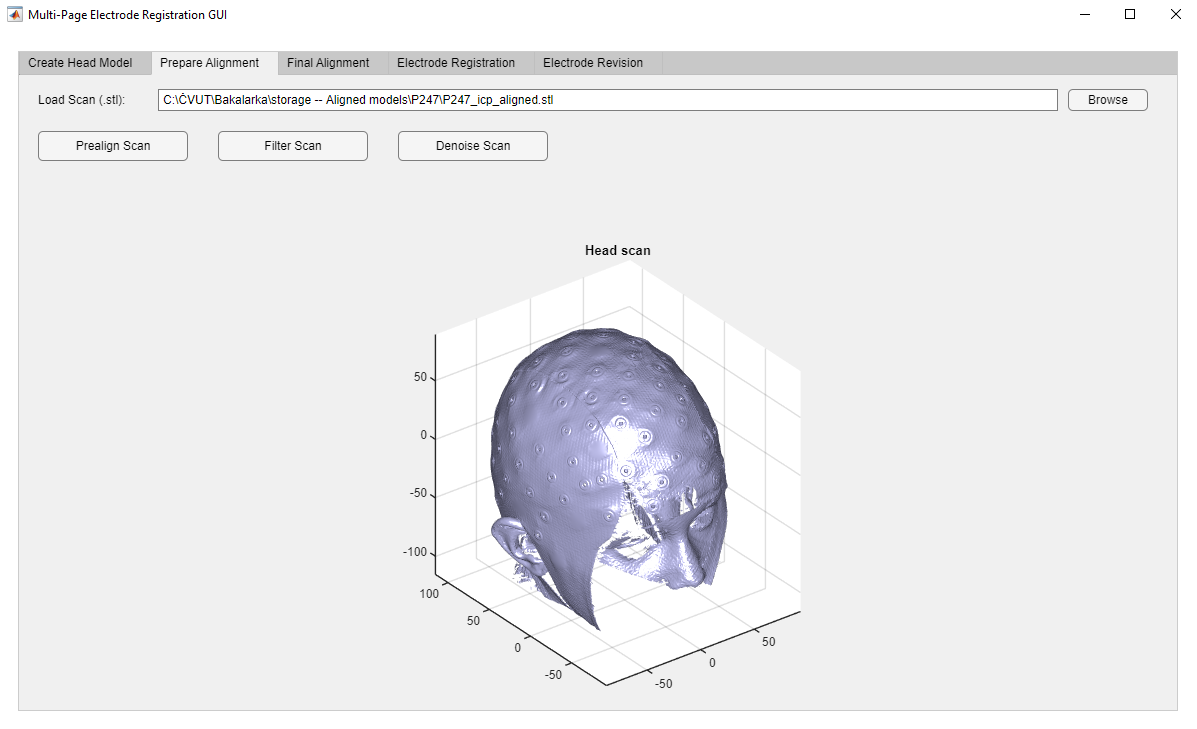 Multi-Page Electrode Registration GUI
Create Head Model Prepare Alignment Final Alignment Electrode Registration Electrode Revision
Load Scan (.stl): C:\ČVUT\Bakalarka\storage -- Aligned models\P247\P247_icp_aligned.stl Browse
Prealign Scan Filter Scan Denoise Scan
Head scan
50
0
-50
-100
100
50
0
-50
-50
0
50